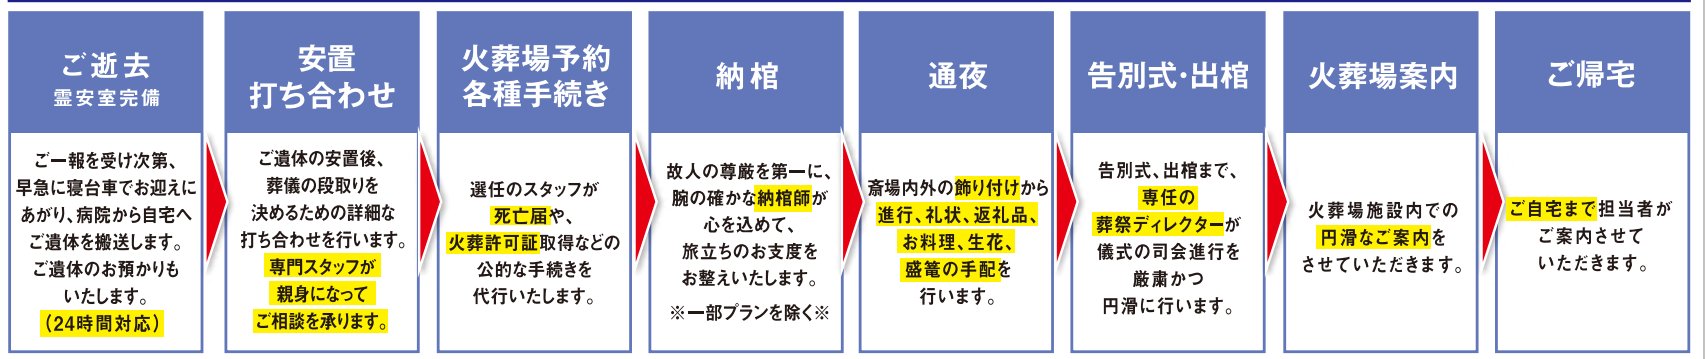 ご逝去
霊安室完備
ご一報を受け次第、
早急に寝台車でお迎えに
あがり、病院から自宅へ
ご遺体を搬送します。
ご遺体のお預かりも
いたします。
（24時間対応）
安置
打ち合わせ
ご遺体の安置後、
葬儀の段取りを
決めるための詳細な
打ち合わせを行います。
専門スタッフが
親身になって
ご相談を承ります。
火葬場予約
各種手続き
選任のスタッフが
死亡届や、
火葬許可証取得などの
公的な手続きを
代行いたします。
納棺
故人の尊厳を第一に、
腕の確かな納棺師が
心を込めて、
旅立ちのお支度を
お整えいたします。
※一部プランを除く※
通夜
斎場内外の飾り付けから
進行、礼状、返礼品、
お料理、生花、
盛篭の手配を
行います。
告別式・出棺
告別式、出棺まで、
専任の
葬祭ディレクターが
儀式の司会進行を
厳粛かつ
円滑に行います。
火葬場案内
火葬場施設内での
円滑なご案内を
させていただきます。
ご帰宅
ご自宅まで担当者が
ご案内させて
いただきます。